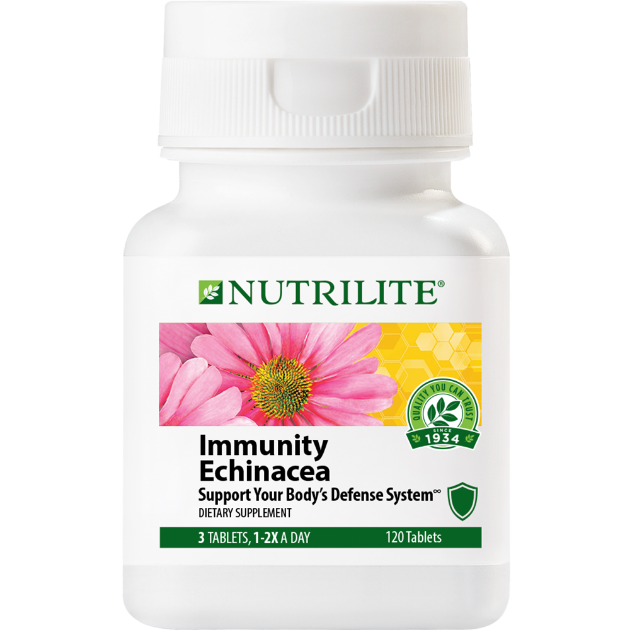 NUTRILITE®
QUALITY YOU CAN TRUST
SINCE
1934
Immunity
Echinacea
Support Your Body's Defense System∞
DIETARY SUPPLEMENT
3 TABLETS, 1-2X A DAY 120 Tablets